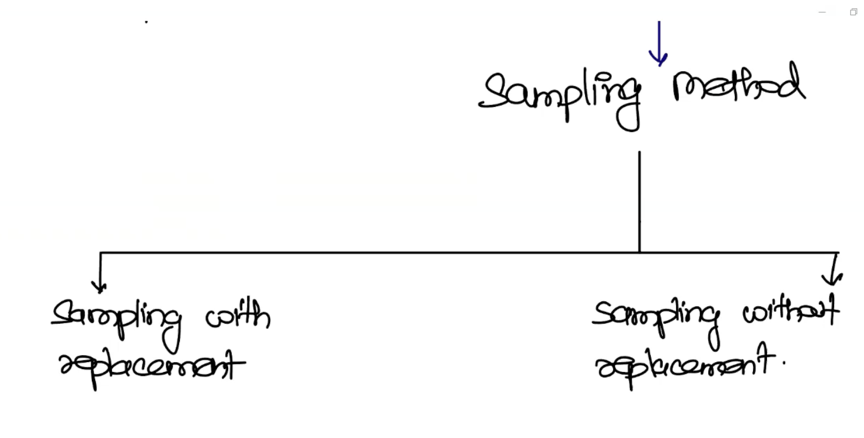 Sampling Method
Sampling with
replacement
Sampling without
replacement.